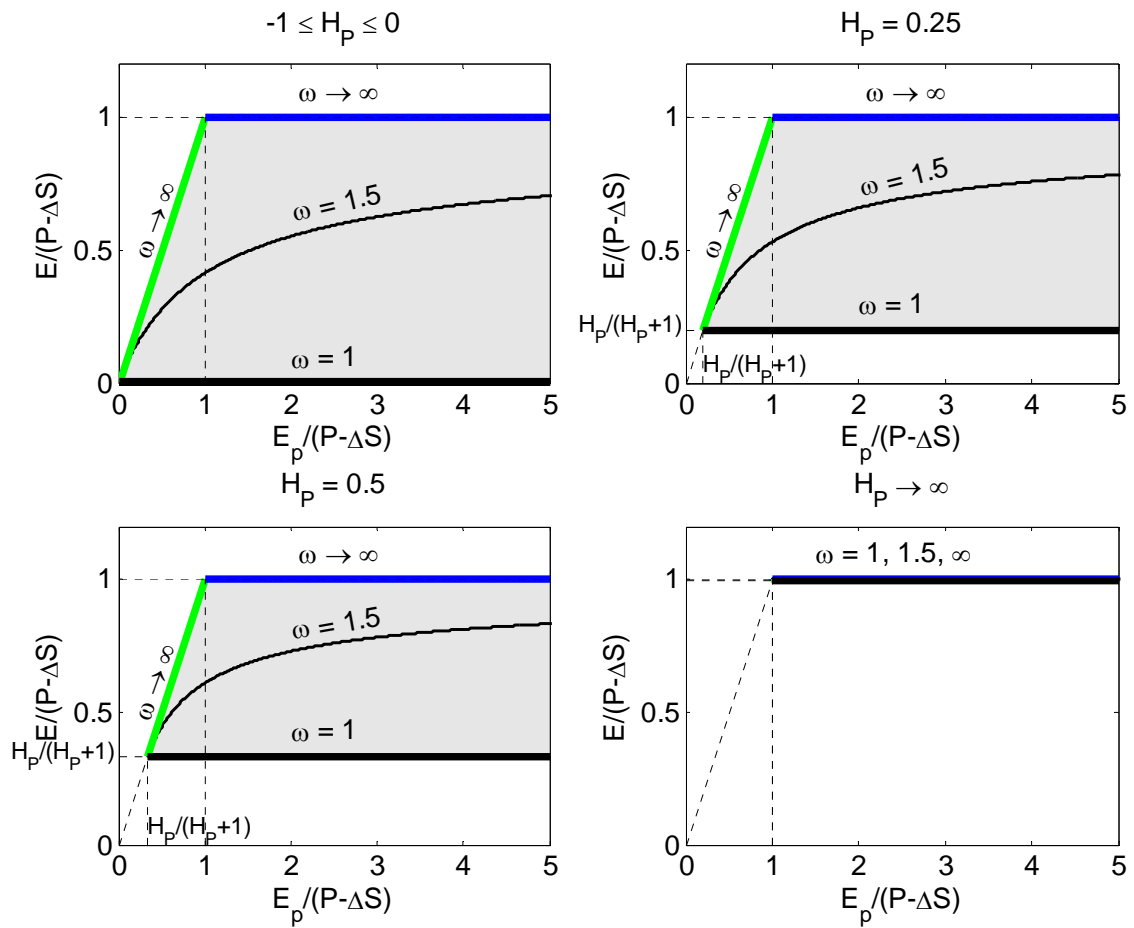 -1 ≤ H_P ≤ 0
ω → ∞
1
ω → ∞
ω = 1.5
E/(P-ΔS)
0.5
ω = 1
0
0 1 2 3 4 5
E_p/(P-ΔS)
H_P = 0.25
ω → ∞
1
ω → ∞
ω = 1.5
E/(P-ΔS)
0.5
ω = 1
H_P/(H_P+1)
H_P/(H_P+1)
0
0 1 2 3 4 5
E_p/(P-ΔS)
H_P = 0.5
ω → ∞
1
ω = 1.5
ω → ∞
E/(P-ΔS)
0.5
ω = 1
H_P/(H_P+1)
H_P/(H_P+1)
0
0 1 2 3 4 5
E_p/(P-ΔS)
H_P → ∞
ω = 1, 1.5, ∞
1
E/(P-ΔS)
0.5
0
0 1 2 3 4 5
E_p/(P-ΔS)